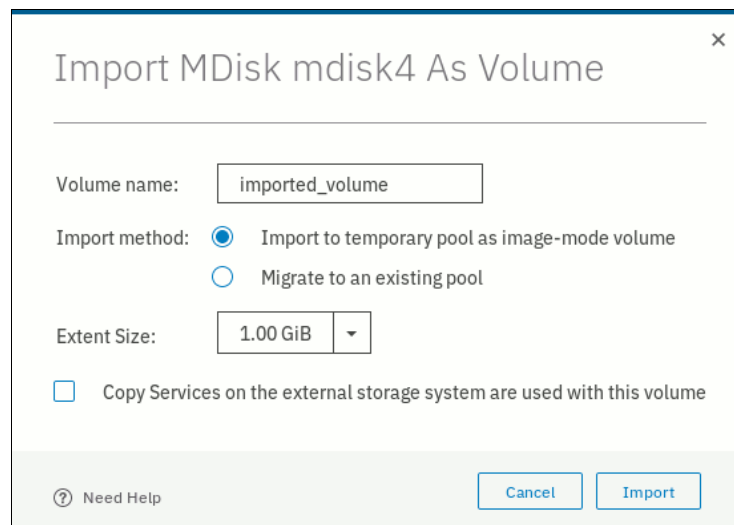 Import MDisk mdisk4 As Volume
Volume name: imported_volume
Import method: Import to temporary pool as image-mode volume
Migrate to an existing pool
Extent Size: 1.00 GiB
Copy Services on the external storage system are used with this volume
Need Help Cancel Import